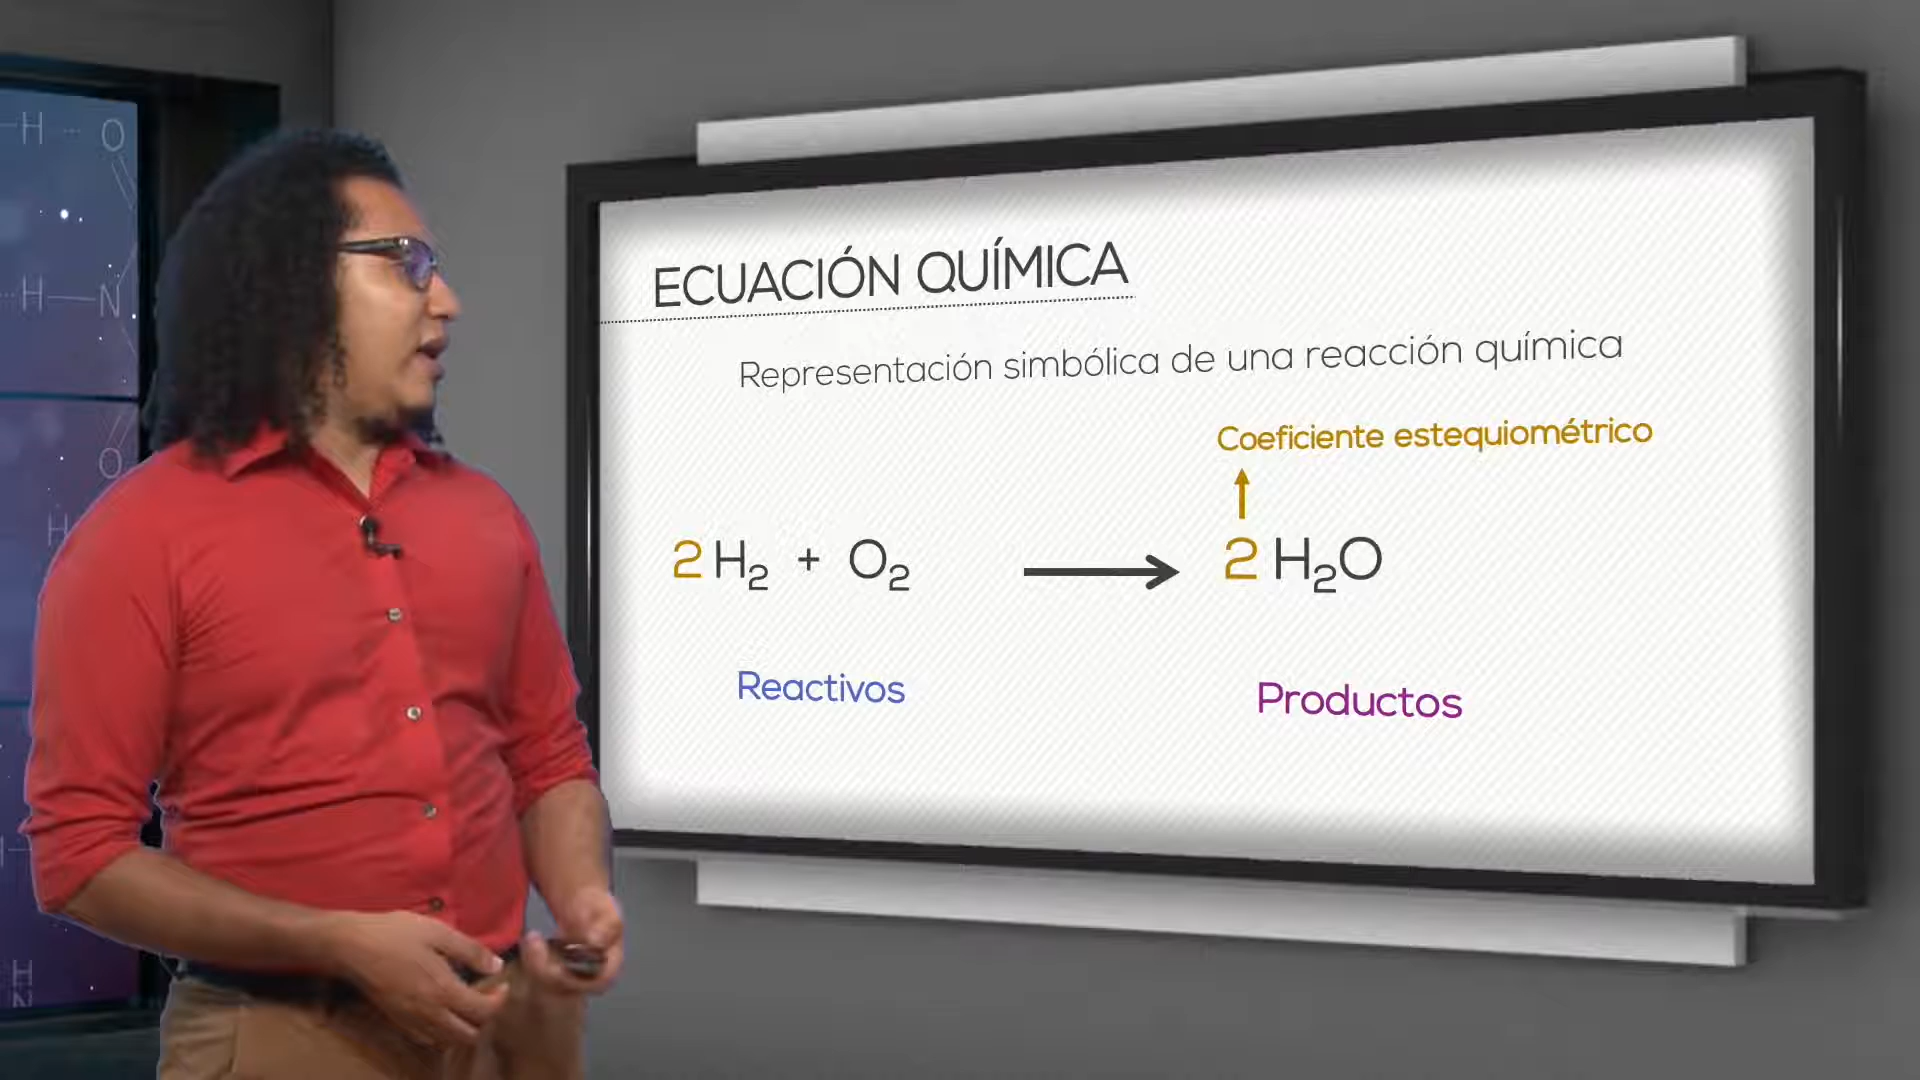 ECUACIÓN QUÍMICA
Representación simbólica de una reacción química
Coeficiente estequiométrico
2 H₂ + O₂ → 2 H₂O
Reactivos
Productos
H O
H N
O
H
H
N